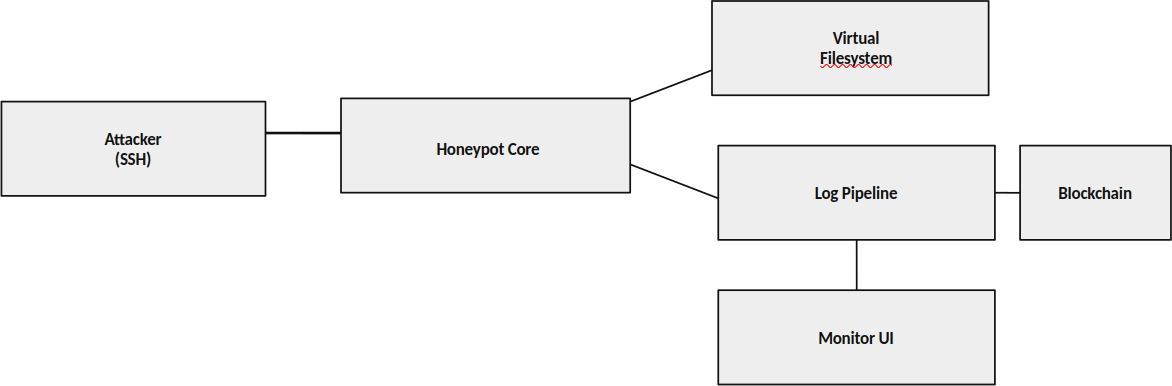 Virtual
Filesystem
Attacker
(SSH)
Honeypot Core
Log Pipeline
Blockchain
Monitor UI